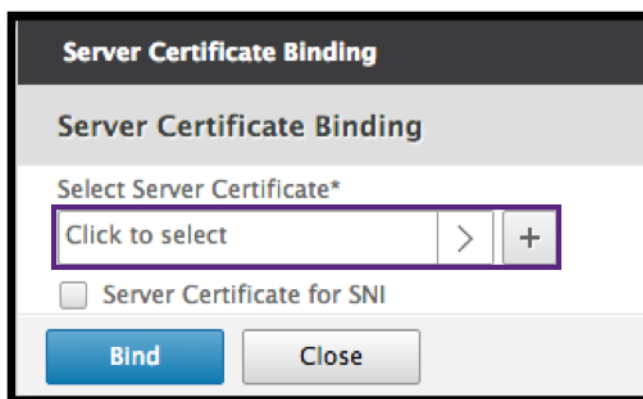 Server Certificate Binding
Server Certificate Binding
Select Server Certificate*
Click to select > +
Server Certificate for SNI
Bind Close